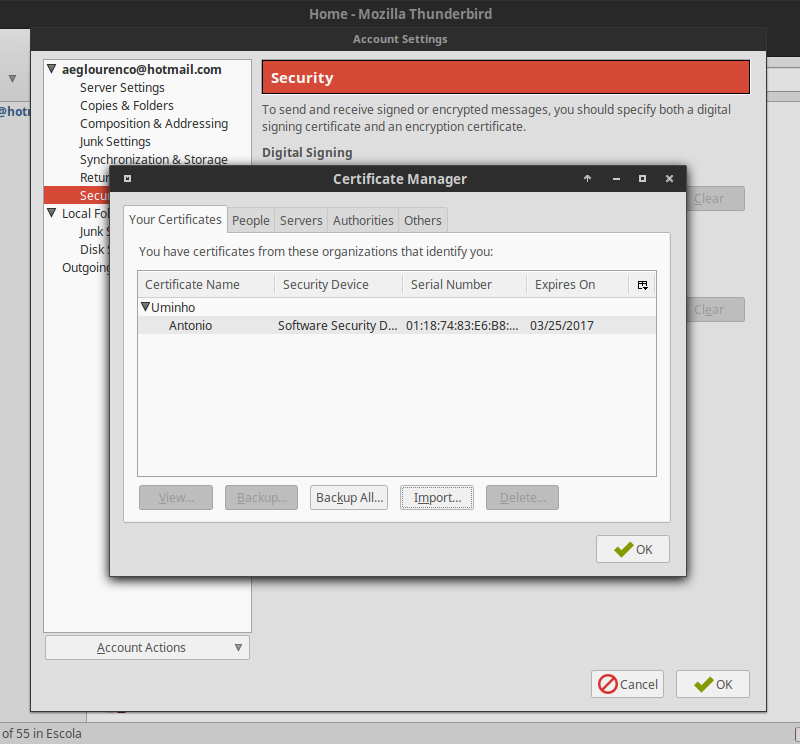 Home - Mozilla Thunderbird
Account Settings
@hotr
aeglourenco@hotmail.com
Server Settings
Copies & Folders
Composition & Addressing
Junk Settings
Synchronization & Storage
Retur
Secur
Local Fol
Junk S
Disk S
Outgoing
Account Actions
Security
To send and receive signed or encrypted messages, you should specify both a digital
signing certificate and an encryption certificate.
Digital Signing
Clear
Clear
Certificate Manager
Your Certificates People Servers Authorities Others
You have certificates from these organizations that identify you:
Certificate Name Security Device Serial Number Expires On
Uminho
Antonio Software Security D... 01:18:74:83:E6:B8:... 03/25/2017
View... Backup... Backup All... Import... Delete...
OK
Cancel OK
of 55 in Escola